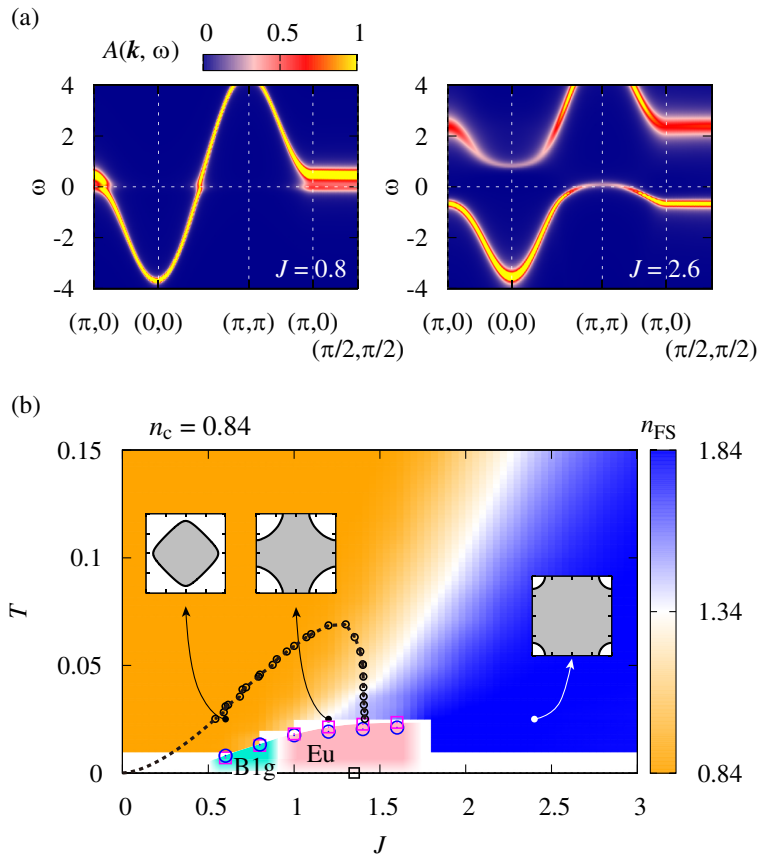 (a)
A(k, ω)
0 0.5 1
4 2 0 -2 -4
ω
J = 0.8
(π,0) (0,0) (π,π) (π,0)
(π/2,π/2)
4 2 0 -2 -4
ω
J = 2.6
(π,0) (0,0) (π,π) (π,0)
(π/2,π/2)
(b)
n_c = 0.84
n_FS
0.15
0.1
0.05
0
T
B1g
Eu
0 0.5 1 1.5 2 2.5 3
J
1.84
1.34
0.84